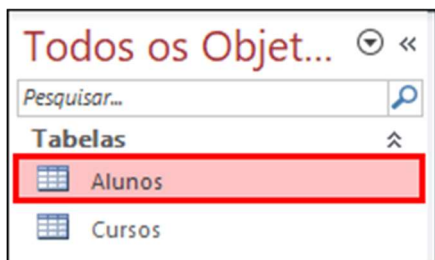 Todos os Objet...
Pesquisar...
Tabelas
Alunos
Cursos